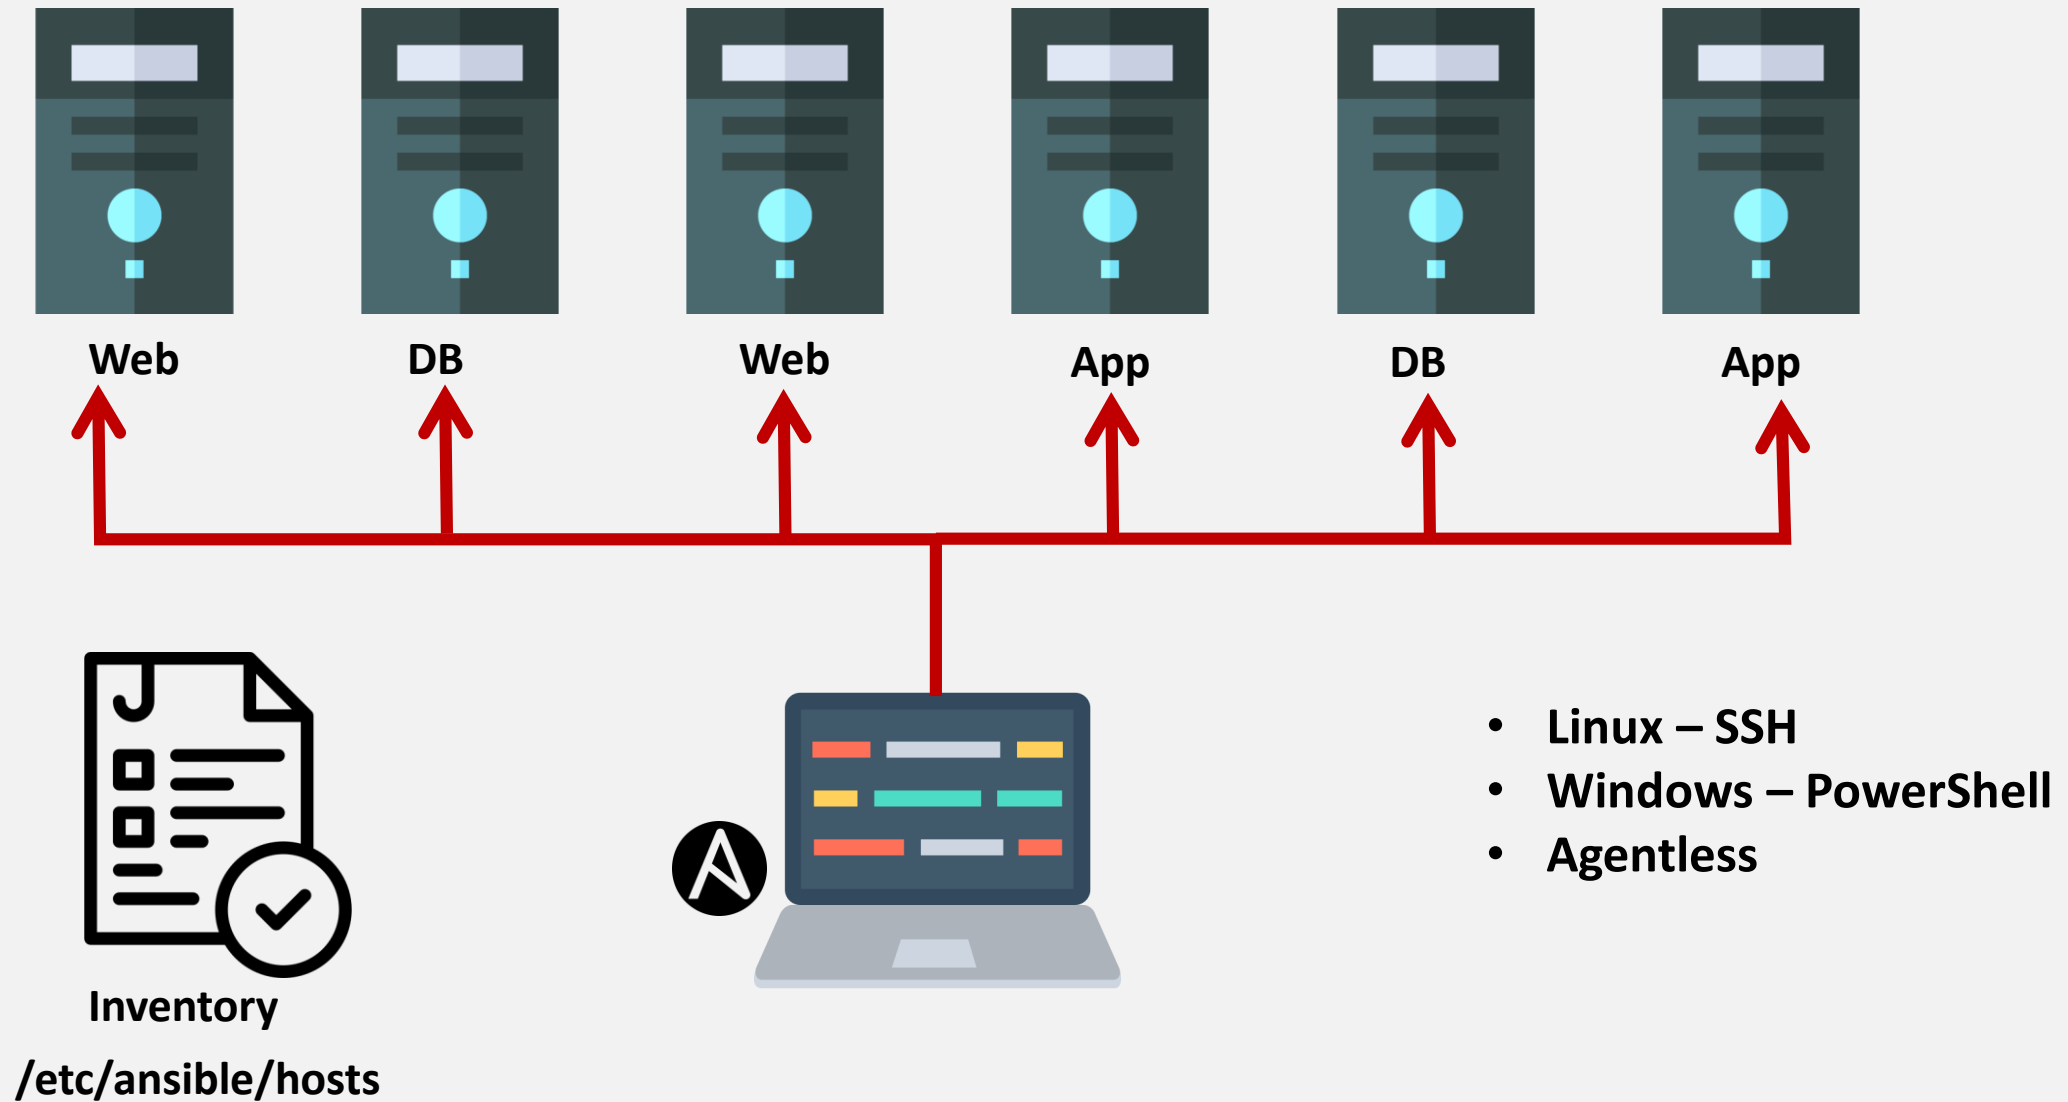 Web
DB
Web
App
DB
App
• Linux – SSH
• Windows – PowerShell
• Agentless
Inventory
/etc/ansible/hosts